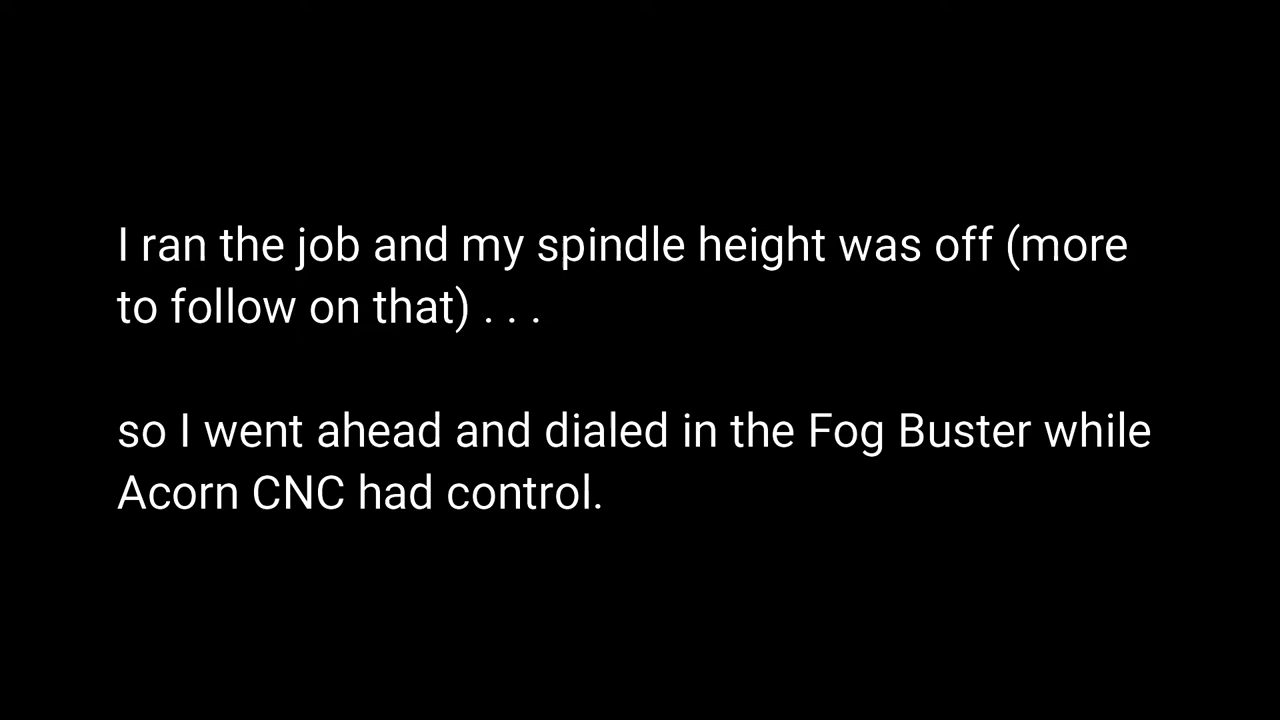 I ran the job and my spindle height was off (more
to follow on that) . . .
so I went ahead and dialed in the Fog Buster while
Acorn CNC had control.